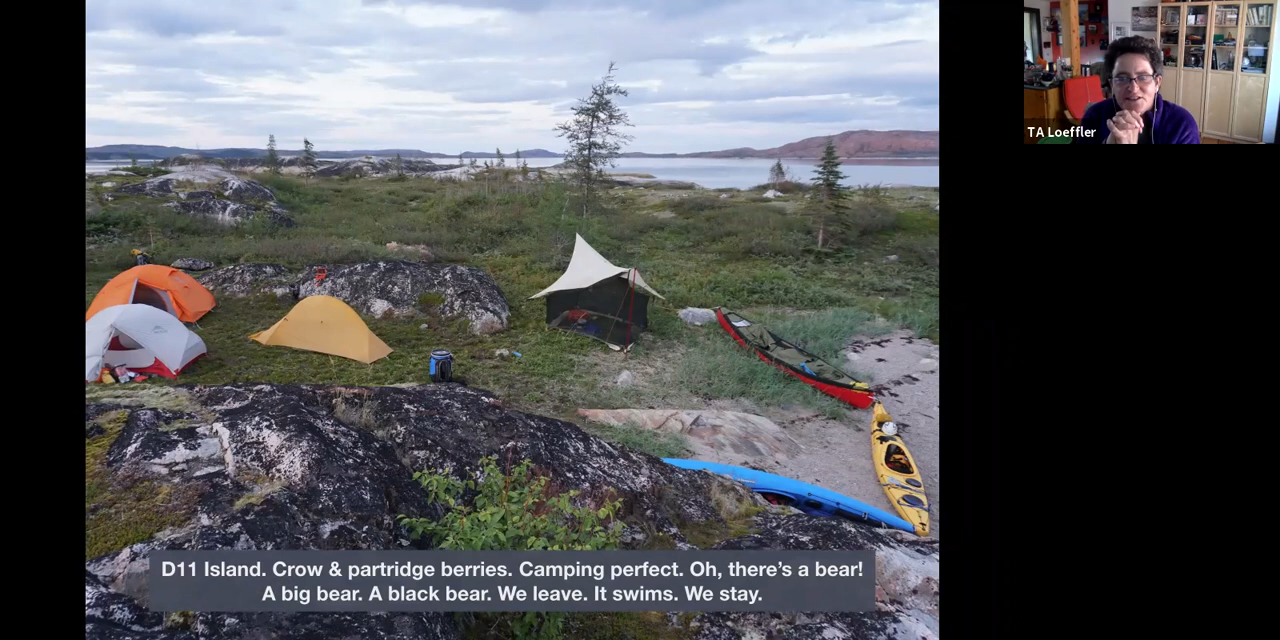 TA Loeffler
D11 Island. Crow & partridge berries. Camping perfect. Oh, there’s a bear!
A big bear. A black bear. We leave. It swims. We stay.